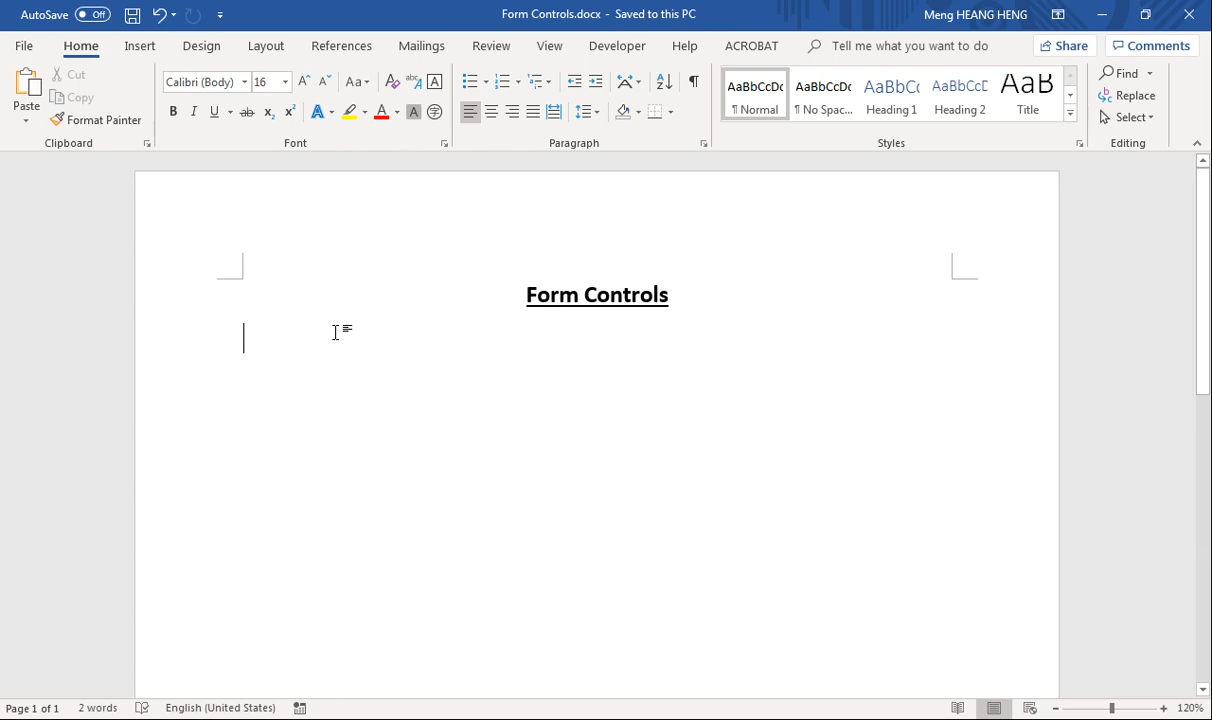 AutoSave Off Form Controls.docx - Saved to this PC Meng HEANG HENG
File Home Insert Design Layout References Mailings Review View Developer Help ACROBAT Tell me what you want to do Share Comments
Paste
Cut
Copy
Format Painter
Clipboard
Calibri (Body) 16
Font
Paragraph
AaBbCcDc AaBbCcDc AaBbCc AaBbCcD AaB
¶ Normal ¶ No Spac... Heading 1 Heading 2 Title
Styles
Find
Replace
Select
Editing
Form Controls
Page 1 of 1 2 words English (United States) 120%